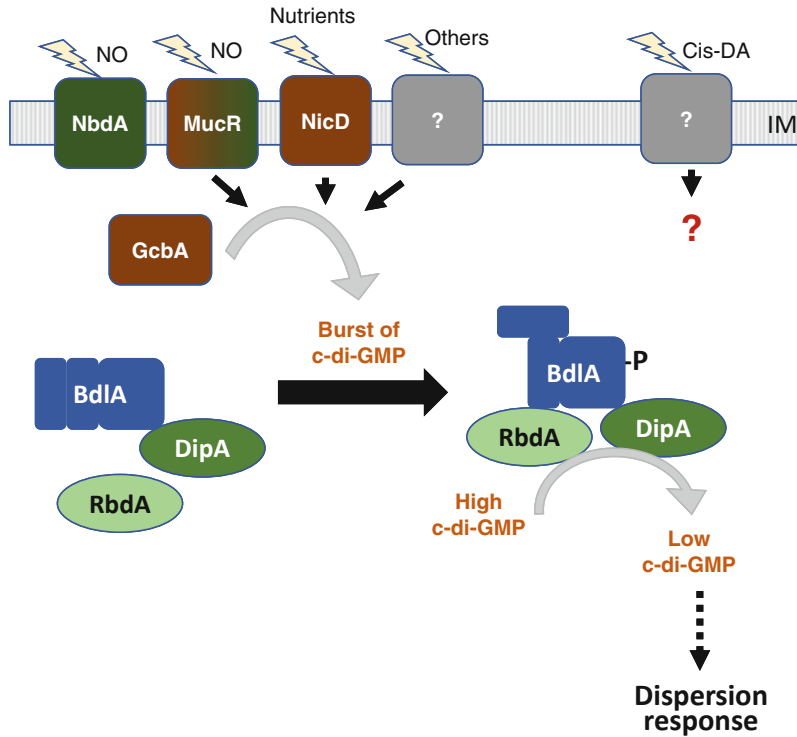 Nutrients
NO
NO
Others
Cis-DA
NbdA
MucR
NicD
?
?
IM
GcbA
?
Burst of
c-di-GMP
BdlA
DipA
RbdA
BdlA
-P
RbdA
DipA
High
c-di-GMP
Low
c-di-GMP
Dispersion
response